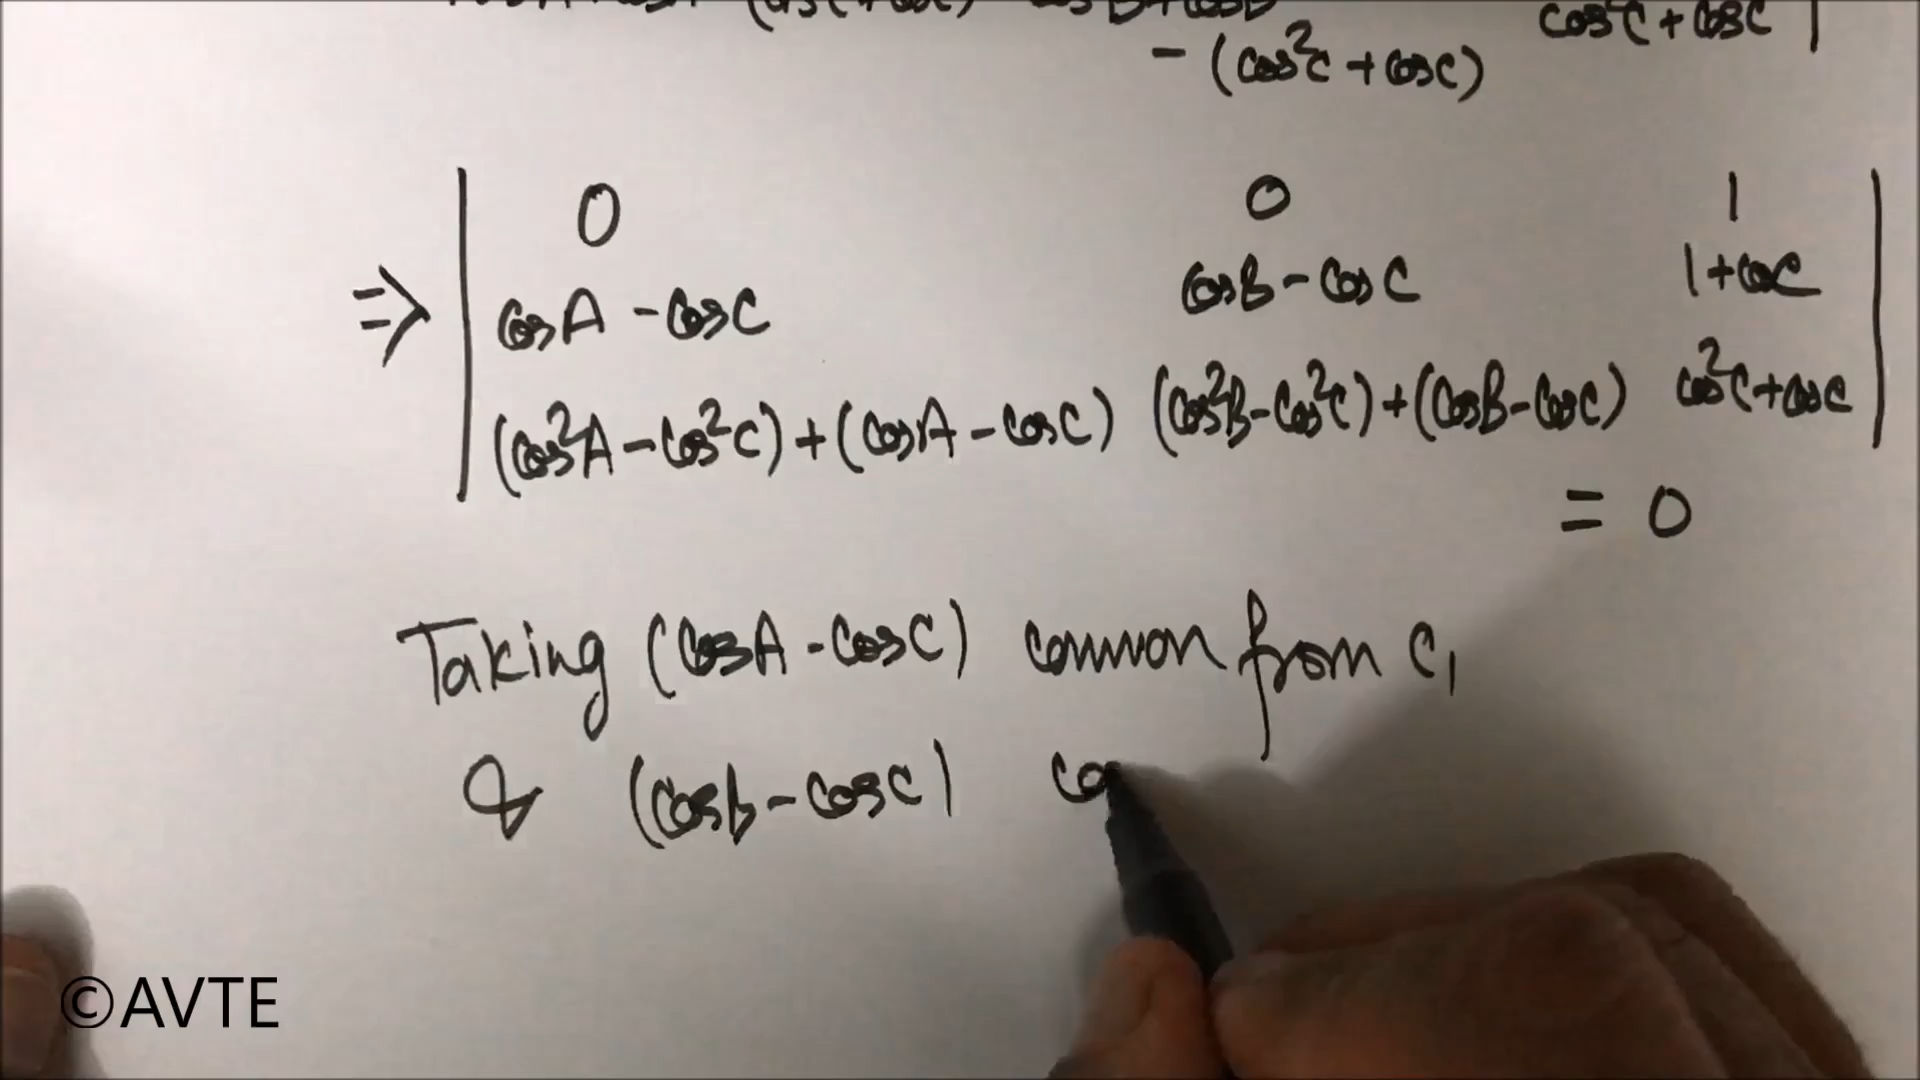 cos²C + cosC |
- (cos²C + cosC)
0 0 1
⇒ cosA - cosC cosB - cosC 1 + cosC
(cos²A - cos²C) + (cosA - cosC) (cos²B - cos²C) + (cosB - cosC) cos²C + cosC
= 0
Taking (cosA - cosC) common from C₁
& (cosB - cosC) co
©AVTE